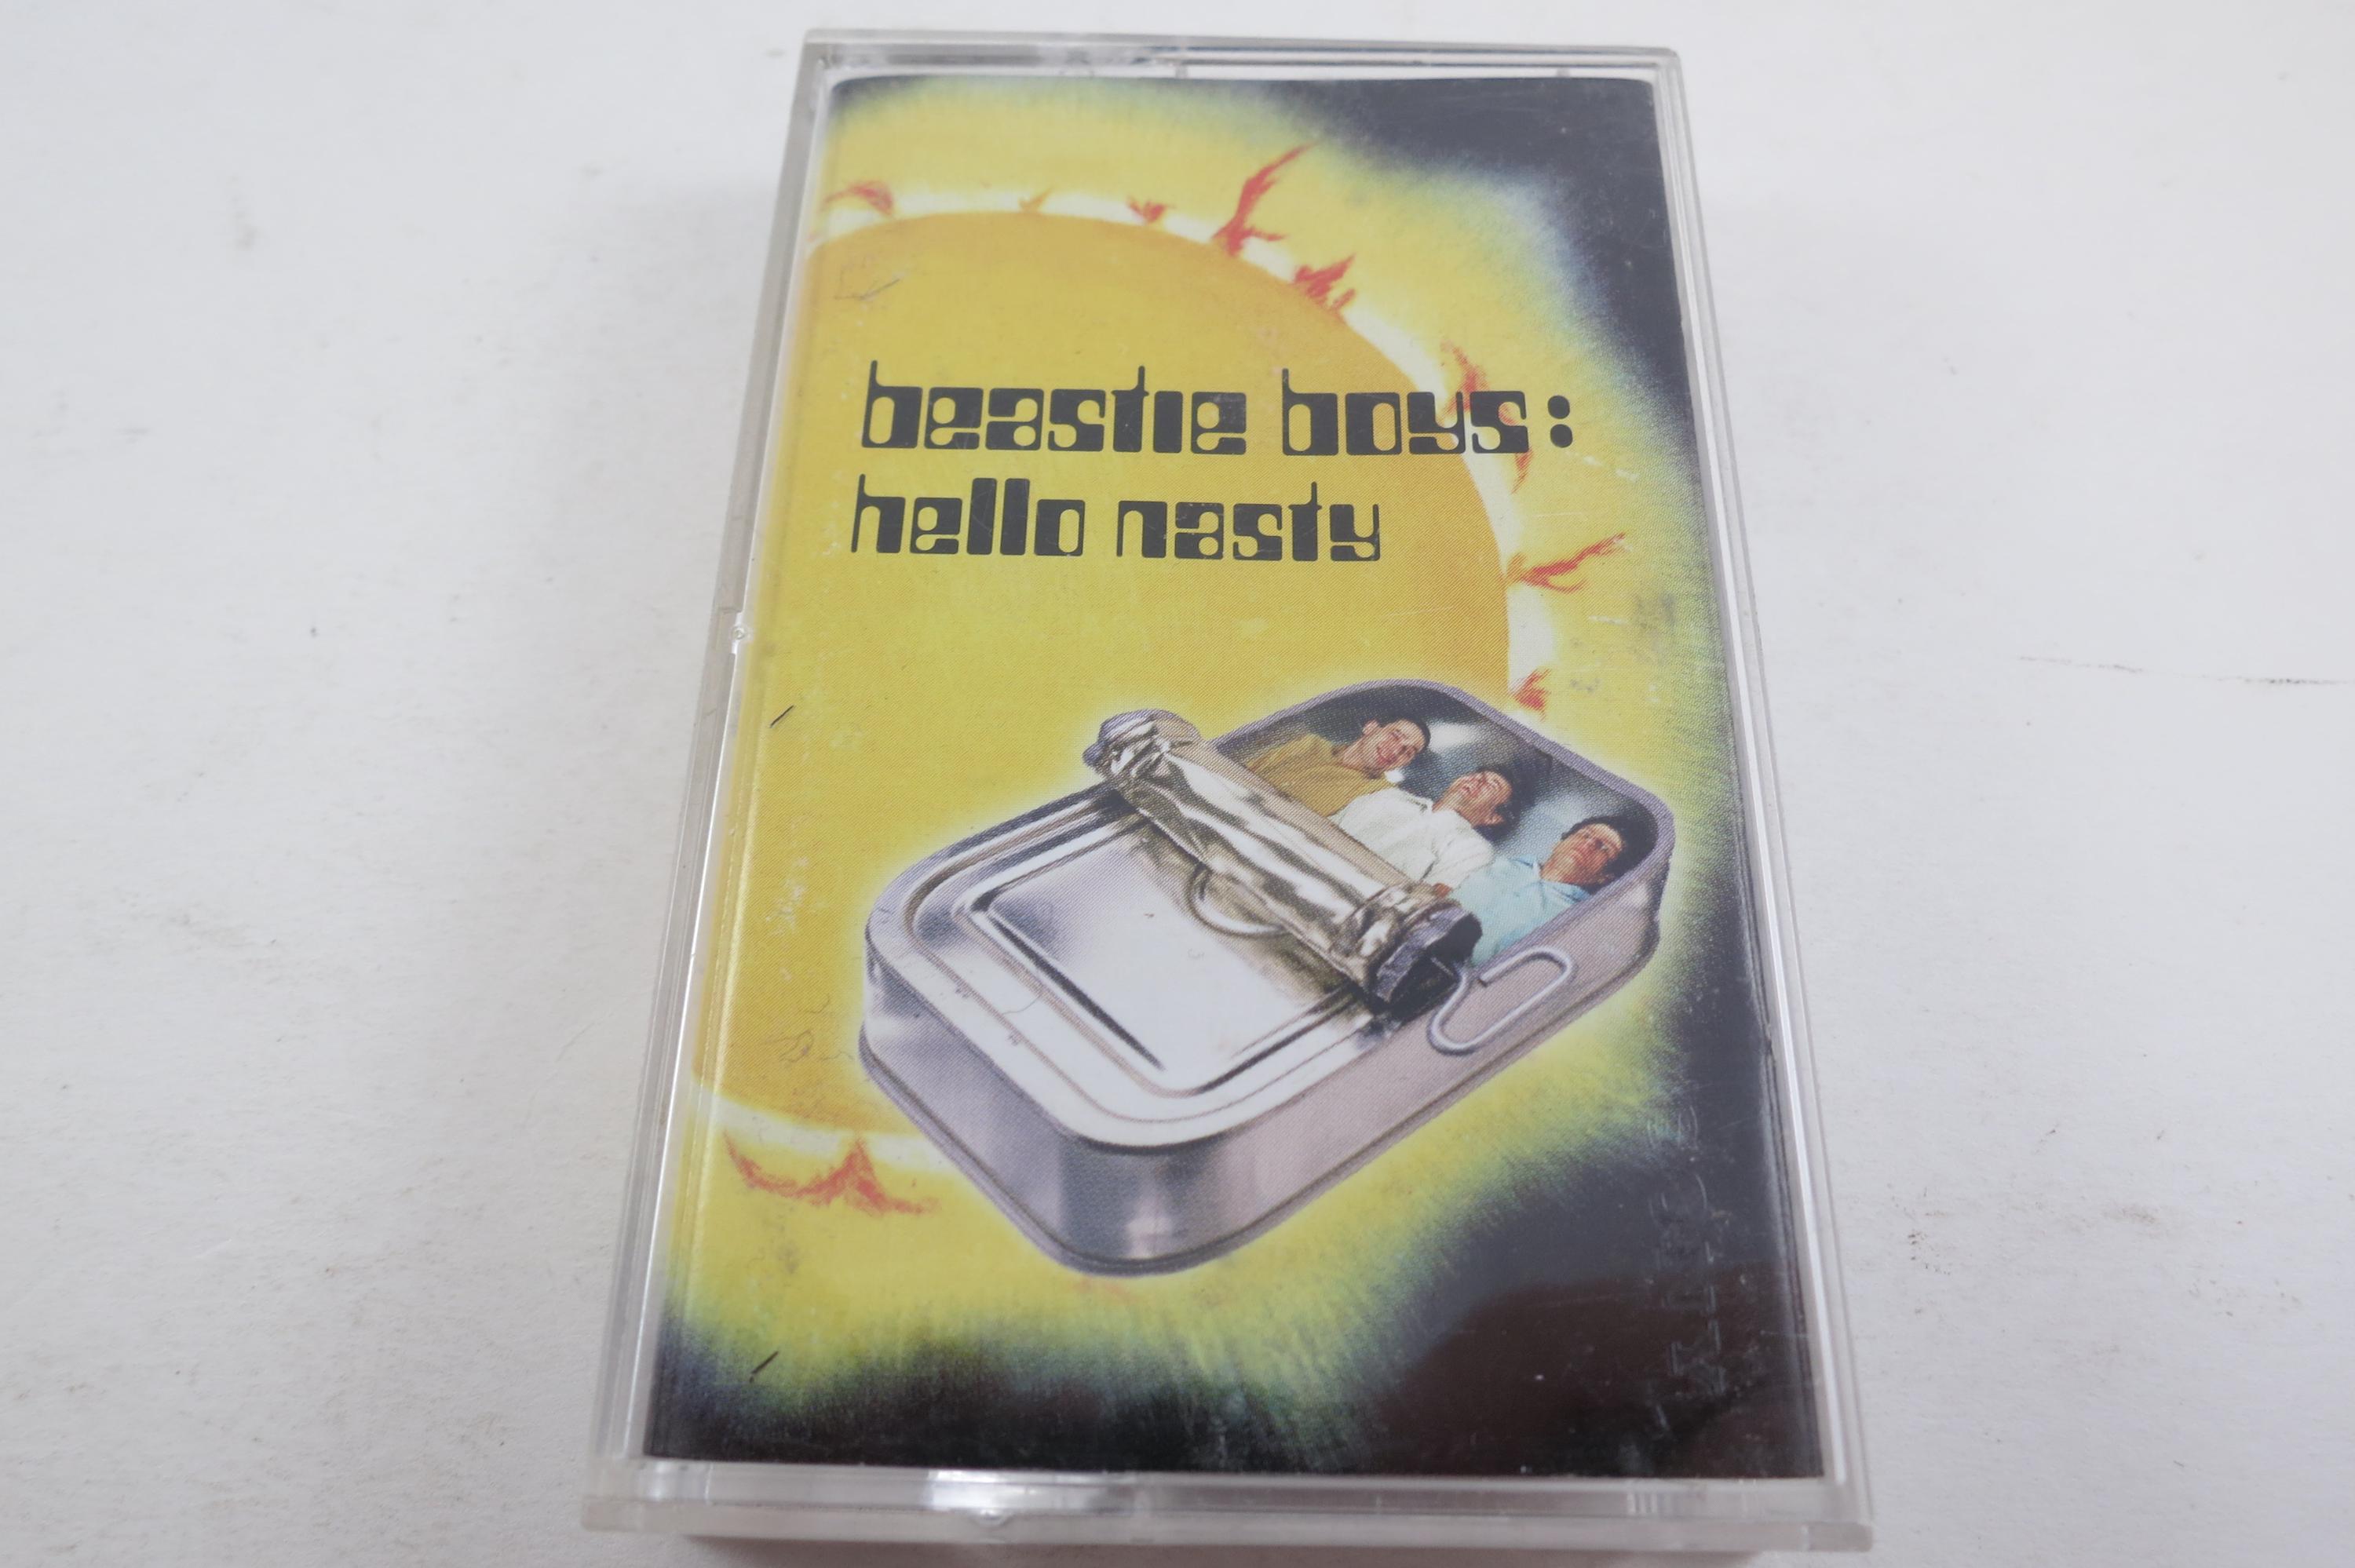 beastie boys:
hello nasty